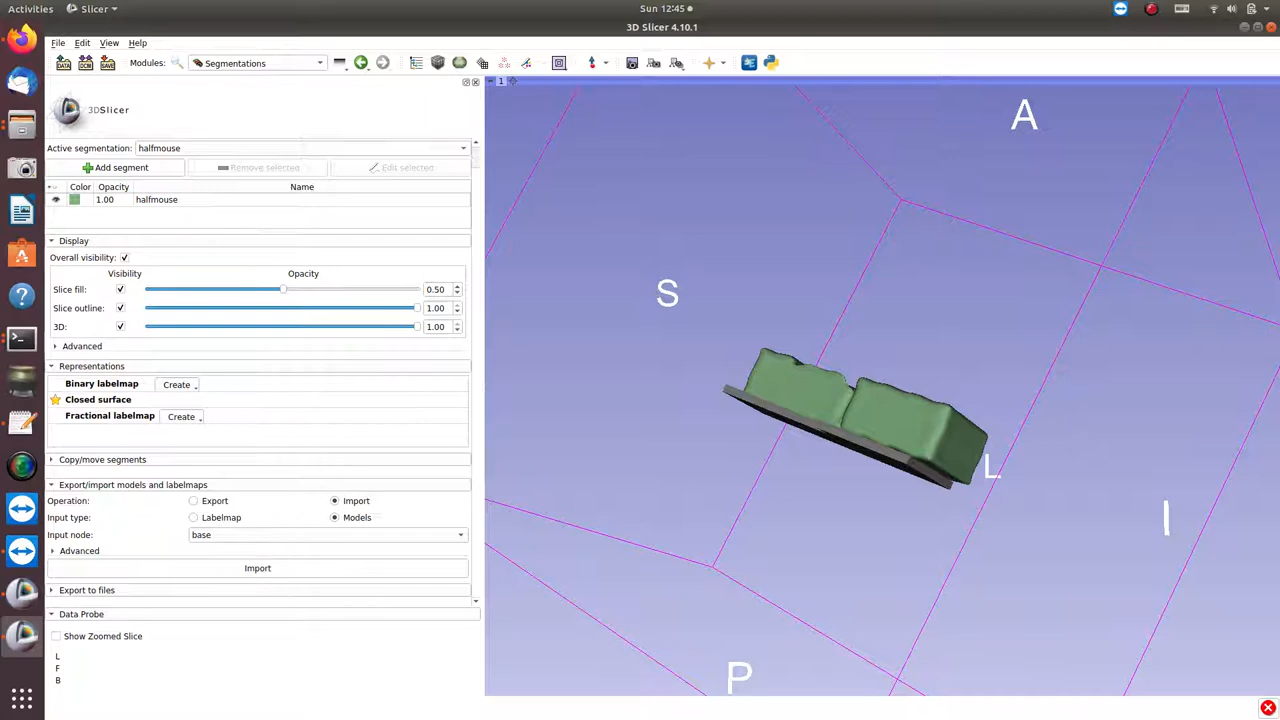 Activities
Slicer
Sun 12:45
3D Slicer 4.10.1
File Edit View Help
DATA DCM SAVE Modules: Segmentations
1
3DSlicer
Active segmentation: halfmouse
Add segment Remove selected Edit selected
Color Opacity Name
1.00 halfmouse
Display
Overall visibility:
Visibility Opacity
Slice fill: 0.50
Slice outline: 1.00
3D: 1.00
Advanced
Representations
Binary labelmap Create
Closed surface
Fractional labelmap Create
Copy/move segments
Export/import models and labelmaps
Operation: Export Import
Input type: Labelmap Models
Input node: base
Advanced
Import
Export to files
Data Probe
Show Zoomed Slice
L
F
B
A
S
L
I
P